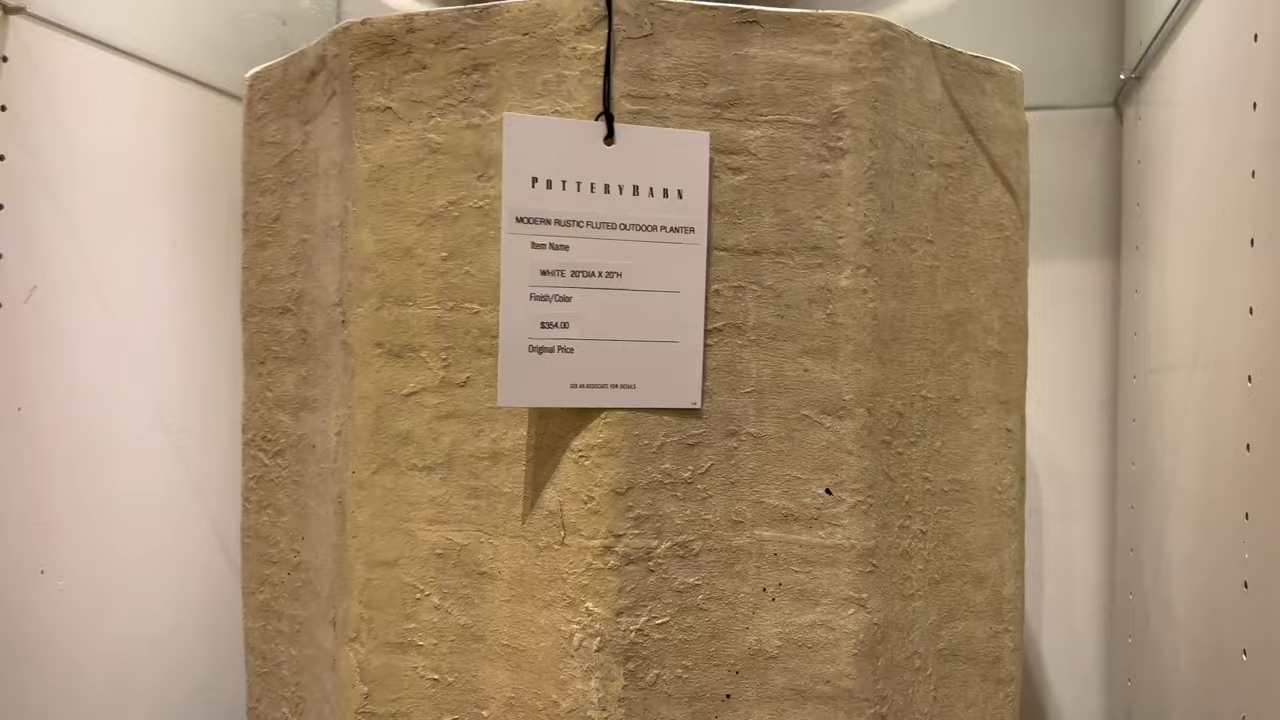 POTTERYBARN
MODERN RUSTIC FLUTED OUTDOOR PLANTER
Item Name
WHITE 20"DIA X 20"H
Finish/Color
$354.00
Original Price
SEE AN ASSOCIATE FOR DETAILS